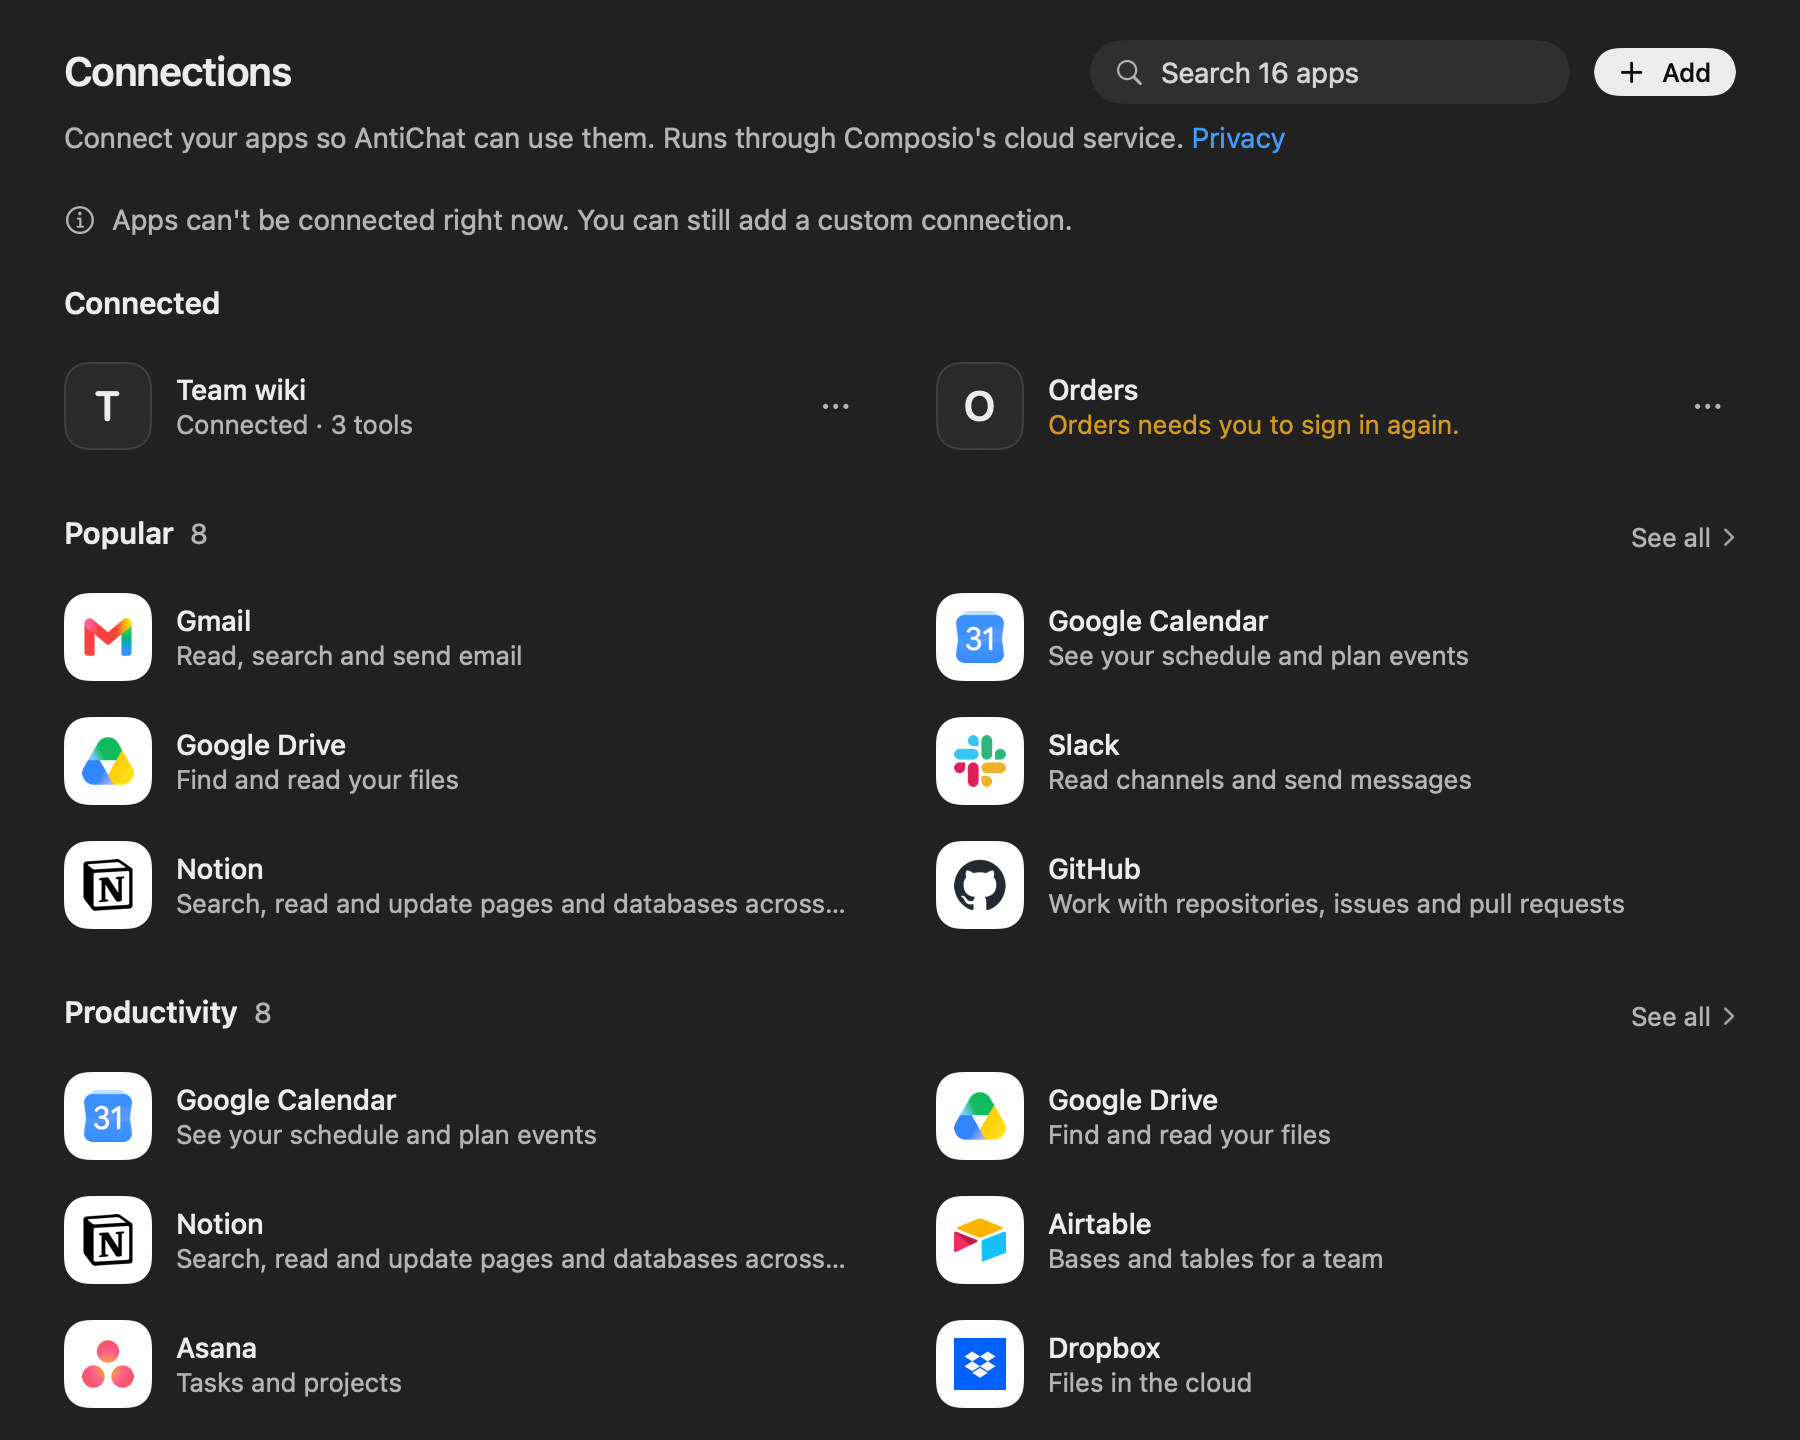 Connections
Search 16 apps
+ Add
Connect your apps so AntiChat can use them. Runs through Composio's cloud service. Privacy
Apps can't be connected right now. You can still add a custom connection.
Connected
T
Team wiki
Connected · 3 tools
O
Orders
Orders needs you to sign in again.
Popular 8
See all
Gmail
Read, search and send email
31
Google Calendar
See your schedule and plan events
Google Drive
Find and read your files
Slack
Read channels and send messages
N
Notion
Search, read and update pages and databases across...
GitHub
Work with repositories, issues and pull requests
Productivity 8
See all
31
Google Calendar
See your schedule and plan events
Google Drive
Find and read your files
N
Notion
Search, read and update pages and databases across...
Airtable
Bases and tables for a team
Asana
Tasks and projects
Dropbox
Files in the cloud